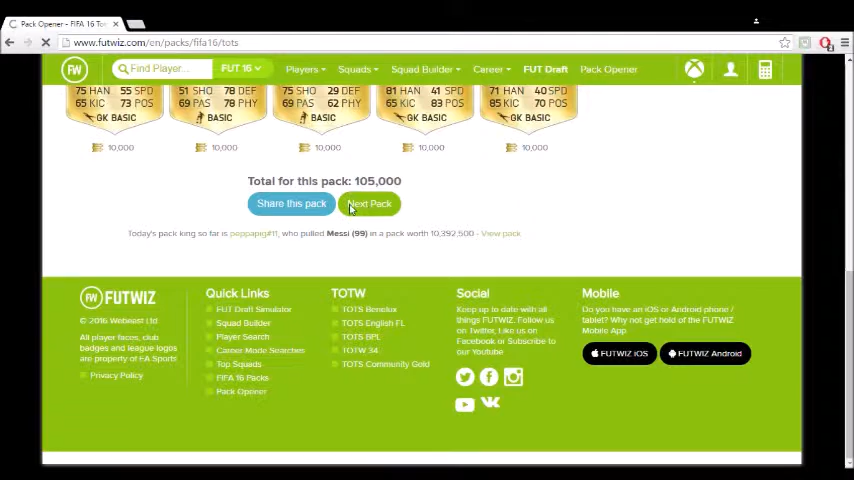 Pack Opener - FIFA 16 Tot
www.futwiz.com/en/packs/fifa16/tots
FW Find Player... FUT 16 Players Squads Squad Builder Career FUT Draft Pack Opener
75 HAN 55 SPD 51 SHO 78 DEF 75 SHO 29 DEF 81 HAN 41 SPD 71 HAN 40 SPD
65 KIC 73 POS 69 PAS 78 PHY 69 PAS 62 PHY 65 KIC 83 POS 85 KIC 70 POS
GK BASIC BASIC BASIC GK BASIC GK BASIC
10,000 10,000 10,000 10,000 10,000
Total for this pack: 105,000
Share this pack Next Pack
Today's pack king so far is peppapig#11, who pulled Messi (99) in a pack worth 10,392,500 - View pack
FW FUTWIZ
© 2016 Webeast Ltd.
All player faces, club
badges and league logos
are property of EA Sports
Privacy Policy
Quick Links
FUT Draft Simulator
Squad Builder
Player Search
Career Mode Searches
Top Squads
FIFA 16 Packs
Pack Opener
TOTW
TOTS Benelux
TOTS English FL
TOTS BPL
TOTW 34
TOTS Community Gold
Social
Keep up to date with all
things FUTWIZ. Follow us
on Twitter, Like us on
Facebook or Subscribe to
our Youtube
Mobile
Do you have an iOS or Android phone /
tablet? Why not get hold of the FUTWIZ
Mobile App
FUTWIZ iOS FUTWIZ Android